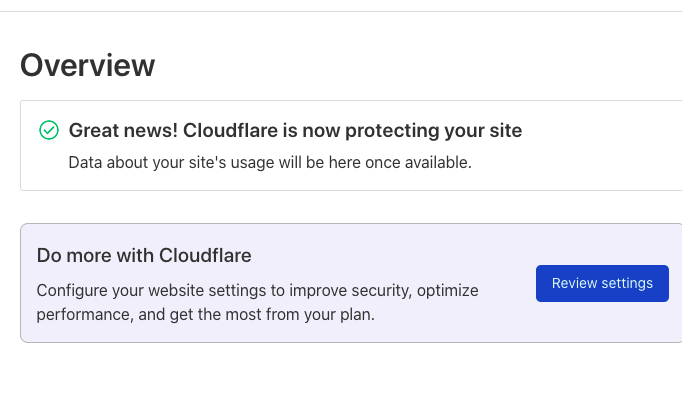 Overview
Great news! Cloudflare is now protecting your site
Data about your site's usage will be here once available.
Do more with Cloudflare
Configure your website settings to improve security, optimize
performance, and get the most from your plan.
Review settings